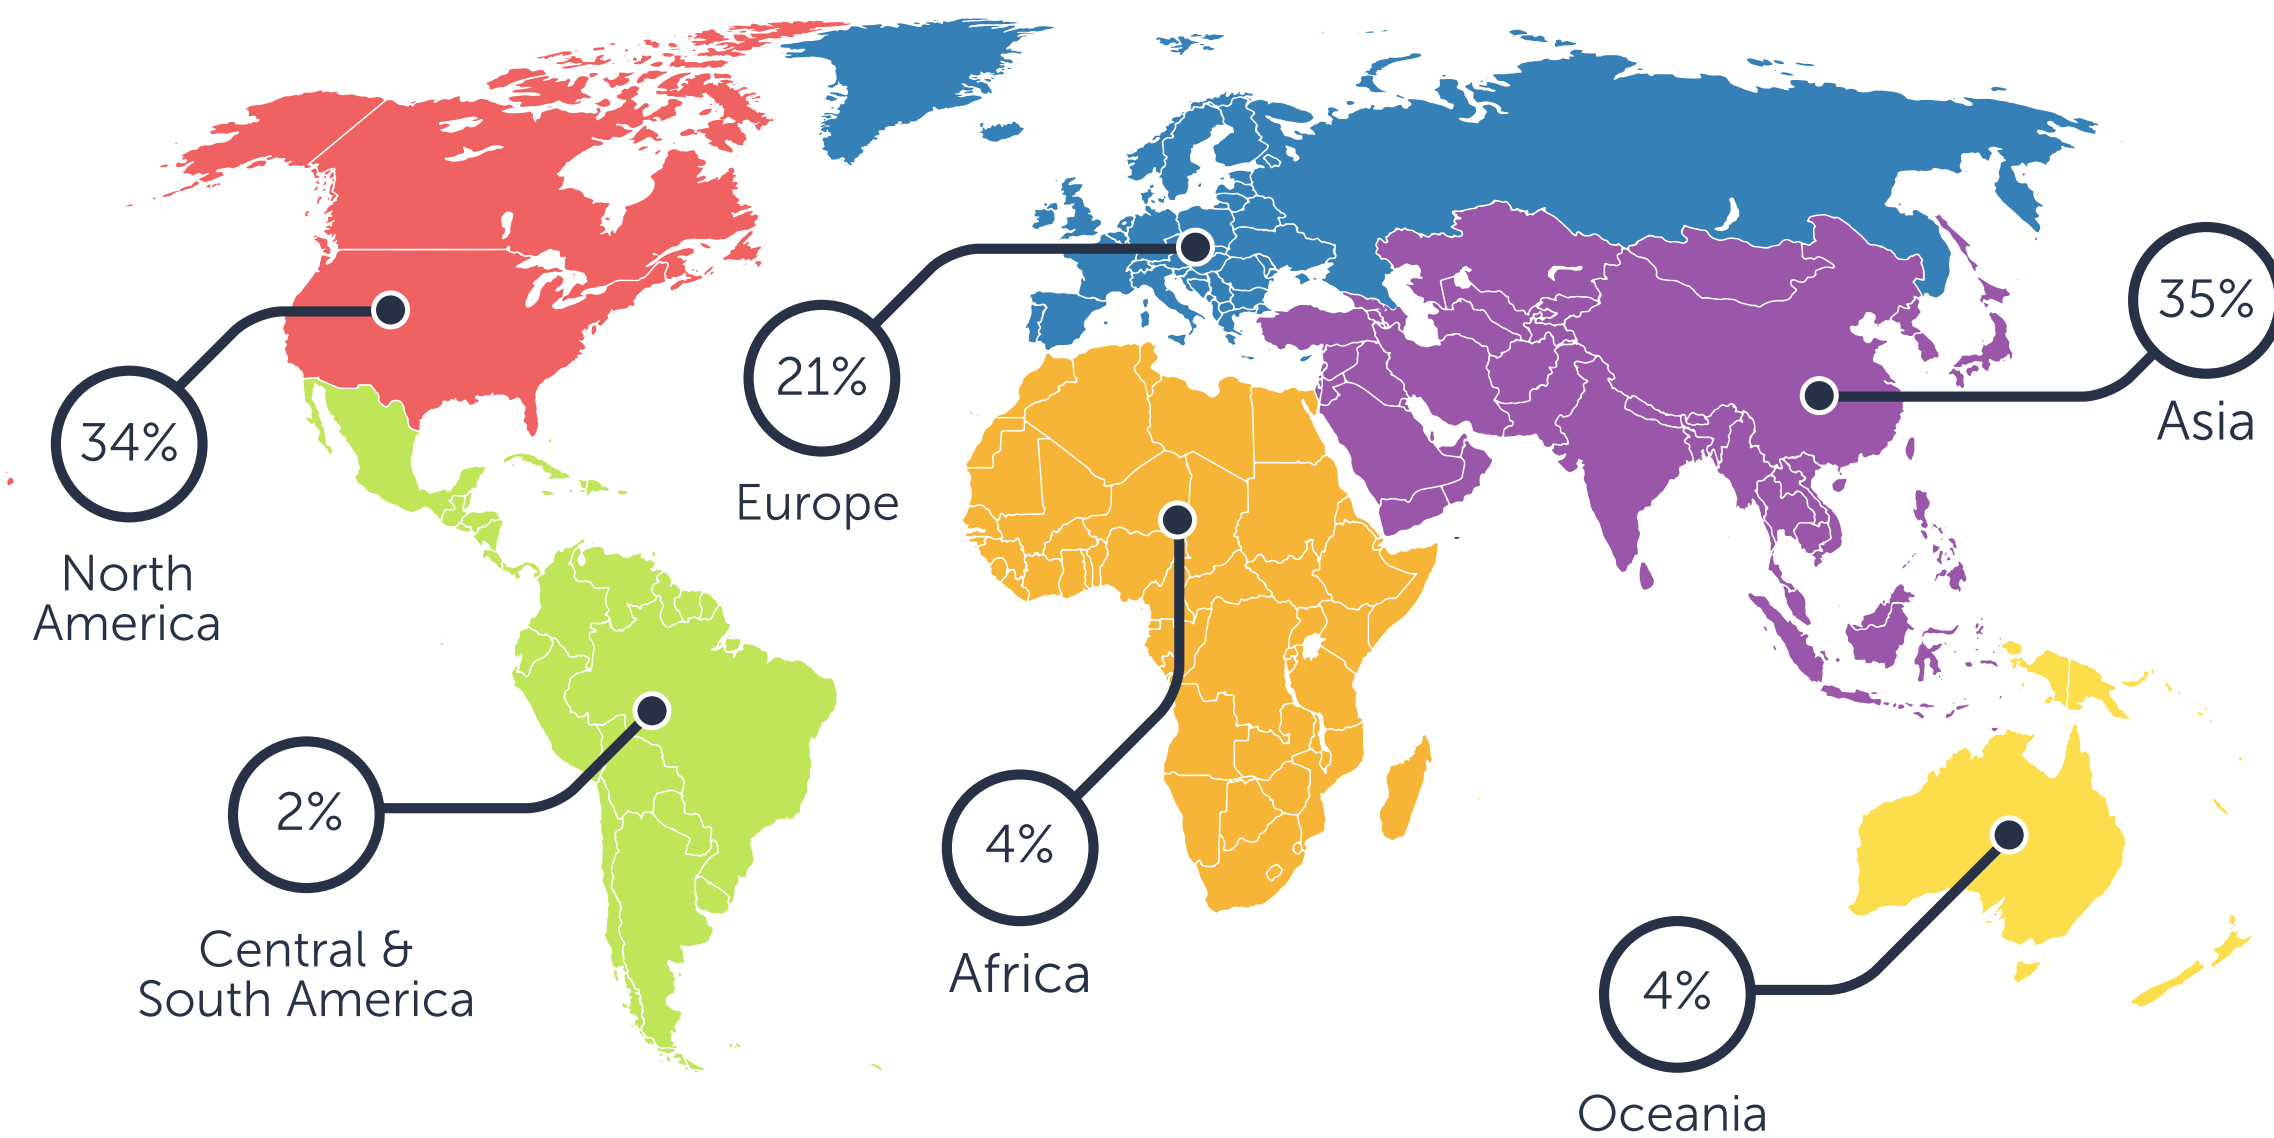 34%
North
America
21%
Europe
35%
Asia
2%
Central &
South America
4%
Africa
4%
Oceania